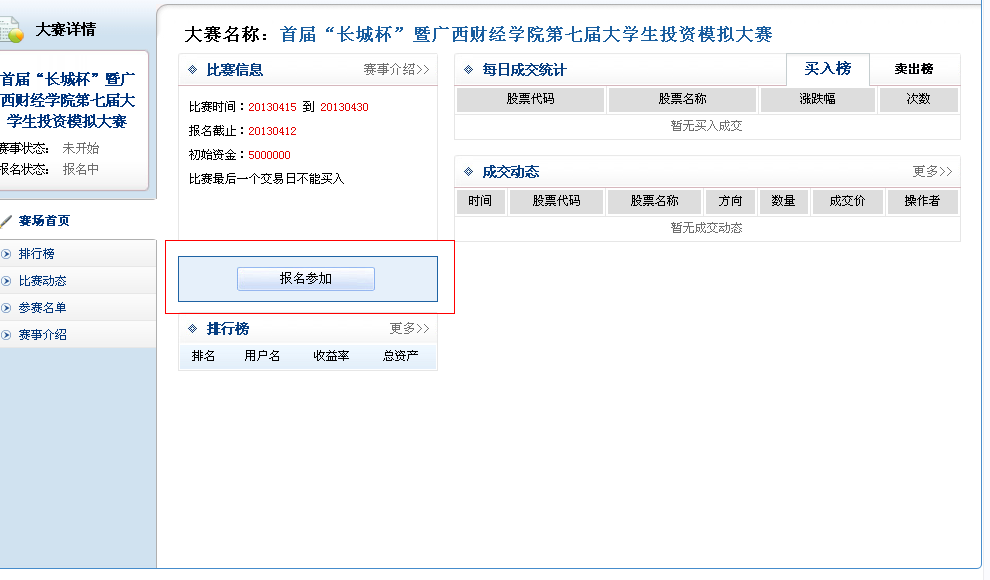 大赛详情
首届“长城杯”暨广
西财经学院第七届大
学生投资模拟大赛
赛事状态： 未开始
报名状态： 报名中
赛场首页
排行榜
比赛动态
参赛名单
赛事介绍
大赛名称：首届“长城杯”暨广西财经学院第七届大学生投资模拟大赛
比赛信息 赛事介绍>>
比赛时间：20130415 到 20130430
报名截止：20130412
初始资金：5000000
比赛最后一个交易日不能买入
报名参加
排行榜 更多>>
排名 用户名 收益率 总资产
每日成交统计 买入榜 卖出榜
股票代码 股票名称 涨跌幅 次数
暂无买入成交
成交动态 更多>>
时间 股票代码 股票名称 方向 数量 成交价 操作者
暂无成交动态